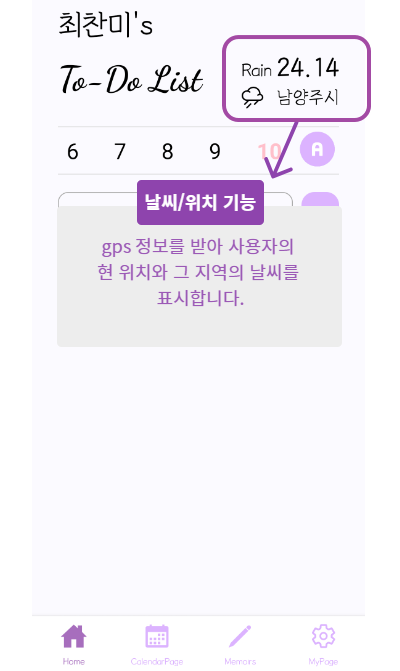 최찬미's
To-Do List
Rain 24.14
남양주시
6 7 8 9 10 A
날씨/위치 기능
gps 정보를 받아 사용자의
현 위치와 그 지역의 날씨를
표시합니다.
Home CalendarPage Memoirs MyPage